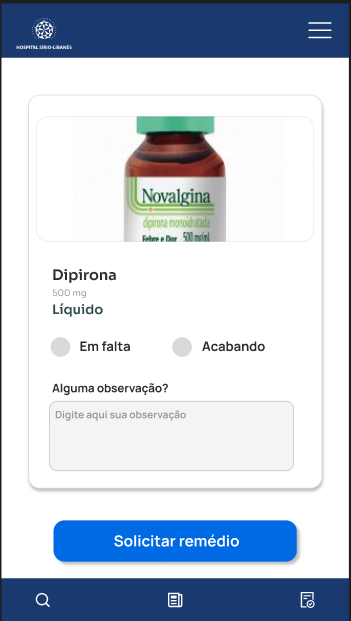 HOSPITAL SÍRIO-LIBANÊS
Novalgina
dipirona monoidratada
Febre e Dor 500 mg/ml
Dipirona
500 mg
Líquido
Em falta Acabando
Alguma observação?
Digite aqui sua observação
Solicitar remédio